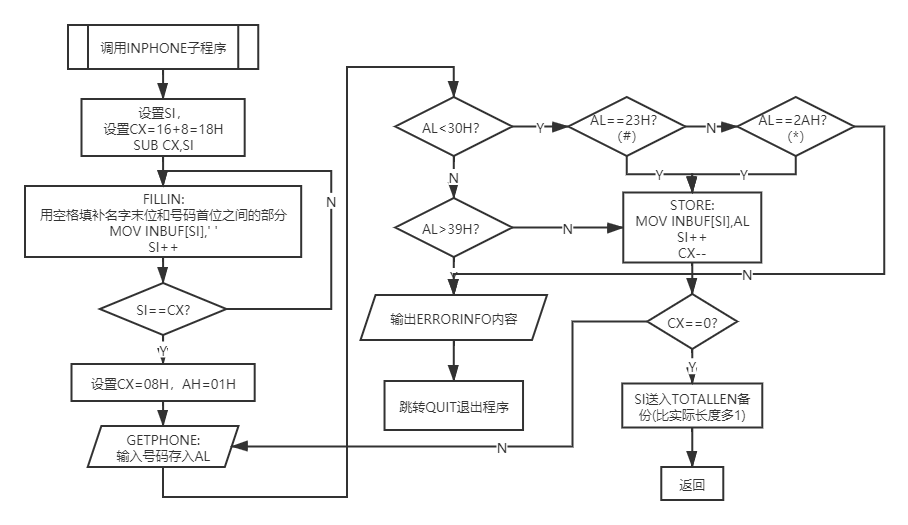 调用INPHONE子程序
设置SI，
设置CX=16+8=18H
SUB CX,SI
FILLIN:
用空格填补名字末位和号码首位之间的部分
MOV INBUF[SI],' '
SI++
N
SI==CX?
Y
设置CX=08H，AH=01H
GETPHONE:
输入号码存入AL
AL<30H?
Y
AL==23H?
(#)
N
AL==2AH?
(*)
N
Y
Y
AL>39H?
N
STORE:
MOV INBUF[SI],AL
SI++
CX--
Y
N
输出ERRORINFO内容
CX==0?
Y
跳转QUIT退出程序
SI送入TOTALLEN备
份(比实际长度多1)
N
返回